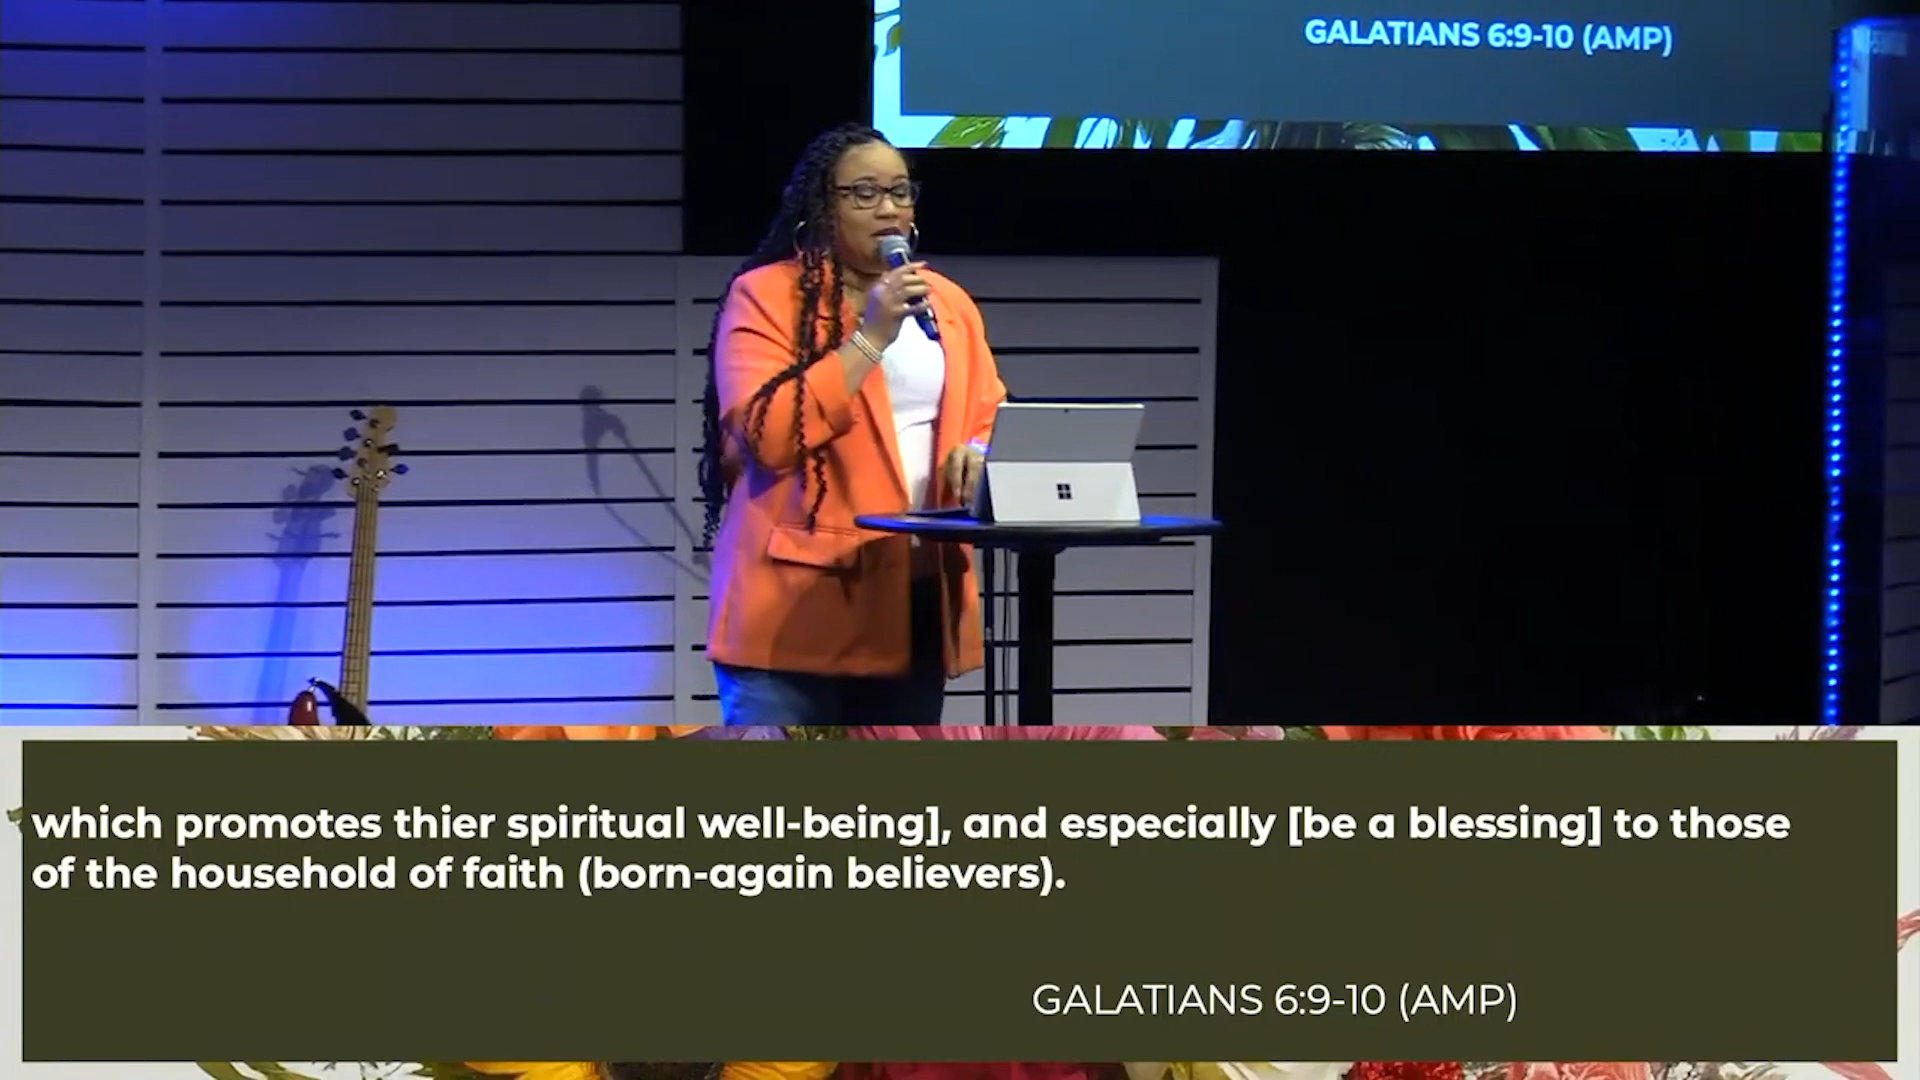 GALATIANS 6:9-10 (AMP)
which promotes thier spiritual well-being], and especially [be a blessing] to those
of the household of faith (born-again believers).
GALATIANS 6:9-10 (AMP)